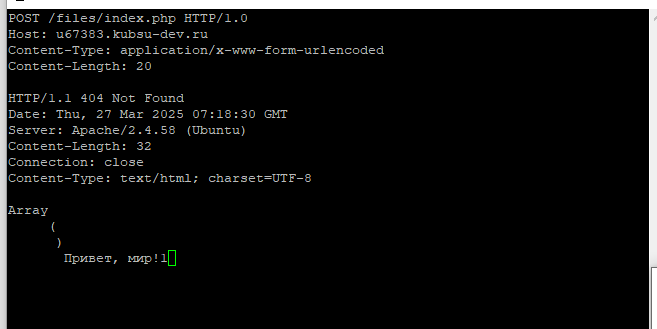 POST /files/index.php HTTP/1.0
Host: u67383.kubsu-dev.ru
Content-Type: application/x-www-form-urlencoded
Content-Length: 20
HTTP/1.1 404 Not Found
Date: Thu, 27 Mar 2025 07:18:30 GMT
Server: Apache/2.4.58 (Ubuntu)
Content-Length: 32
Connection: close
Content-Type: text/html; charset=UTF-8
Array
(
)
Привет, мир!1